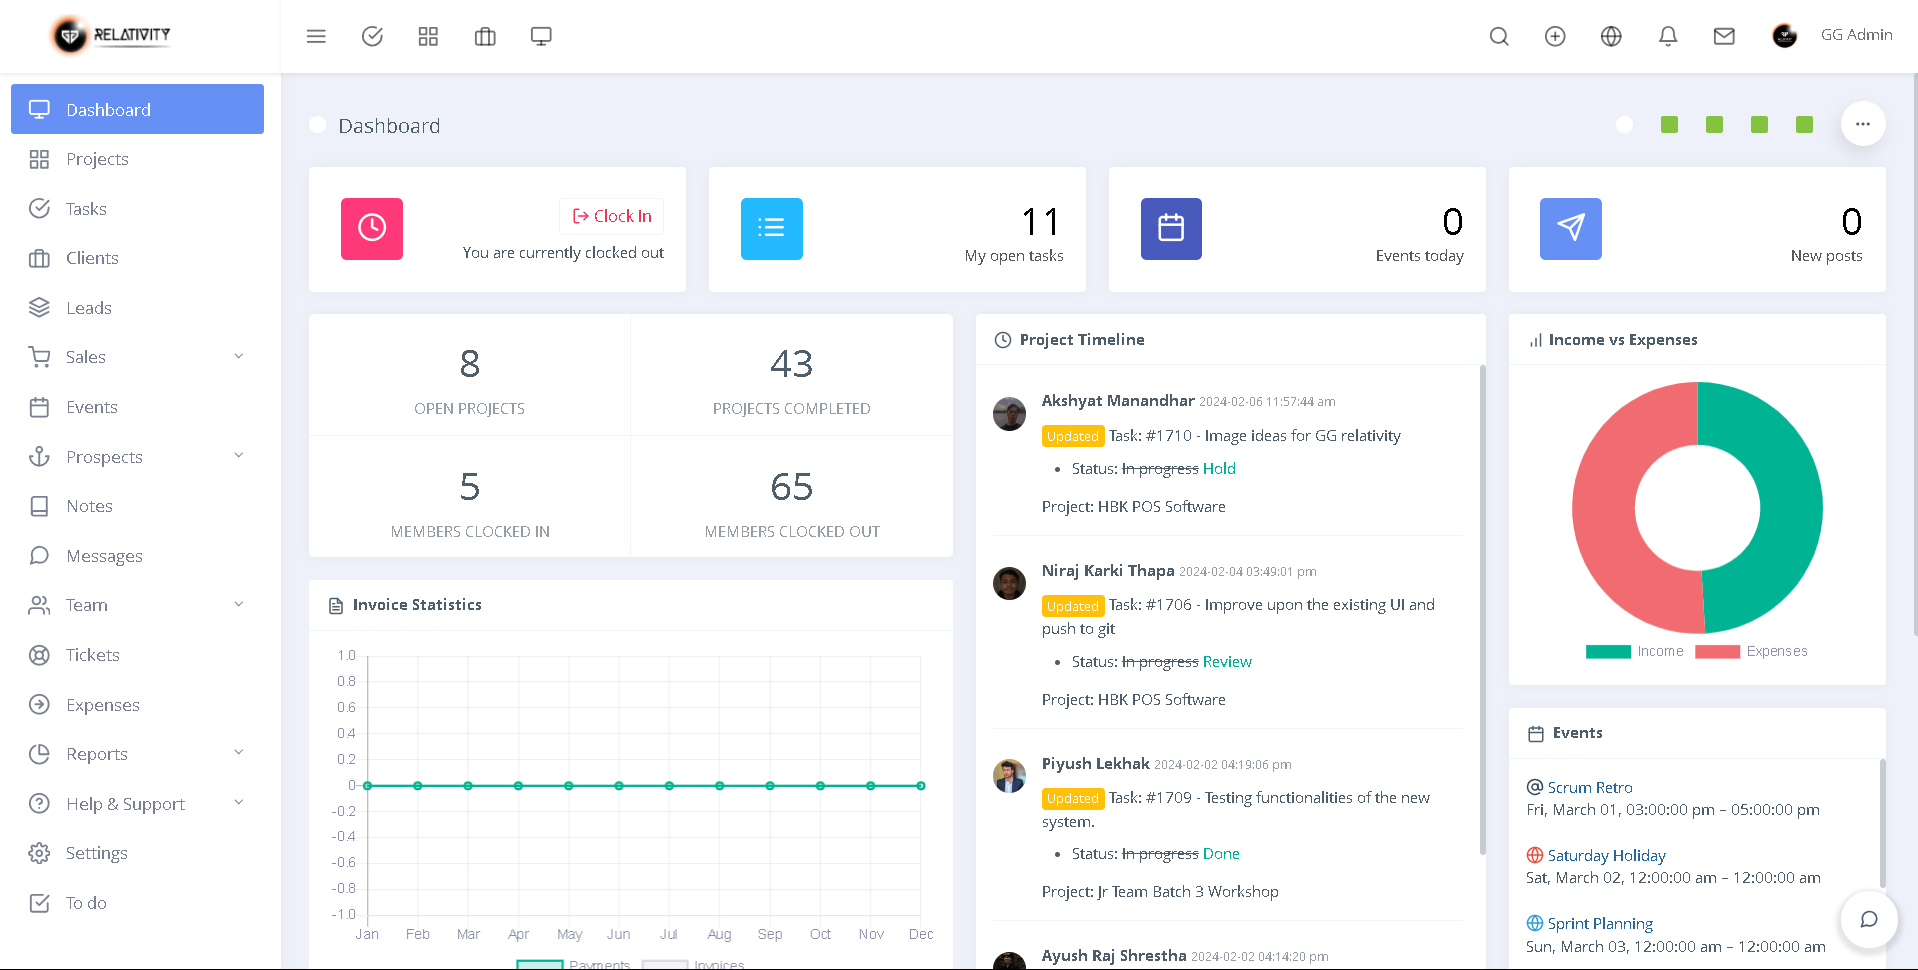 RELATIVITY
GG Admin
Dashboard
Projects
Tasks
Clients
Leads
Sales
Events
Prospects
Notes
Messages
Team
Tickets
Expenses
Reports
Help & Support
Settings
To do
Dashboard
Clock In
You are currently clocked out
11
My open tasks
0
Events today
0
New posts
8
OPEN PROJECTS
43
PROJECTS COMPLETED
5
MEMBERS CLOCKED IN
65
MEMBERS CLOCKED OUT
Invoice Statistics
1.0
0.8
0.6
0.4
0.2
0
-0.2
-0.4
-0.6
-0.8
-1.0
Jan Feb Mar Apr May Jun Jul Aug Sep Oct Nov Dec
Payments Invoices
Project Timeline
Akshyat Manandhar 2024-02-06 11:57:44 am
Updated Task: #1710 - Image ideas for GG relativity
• Status: In progress Hold
Project: HBK POS Software
Niraj Karki Thapa 2024-02-04 03:49:01 pm
Updated Task: #1706 - Improve upon the existing UI and
push to git
• Status: In progress Review
Project: HBK POS Software
Piyush Lekhak 2024-02-02 04:19:06 pm
Updated Task: #1709 - Testing functionalities of the new
system.
• Status: In progress Done
Project: Jr Team Batch 3 Workshop
Ayush Raj Shrestha 2024-02-02 04:14:20 pm
Income vs Expenses
Income Expenses
Events
Scrum Retro
Fri, March 01, 03:00:00 pm – 05:00:00 pm
Saturday Holiday
Sat, March 02, 12:00:00 am – 12:00:00 am
Sprint Planning
Sun, March 03, 12:00:00 am – 12:00:00 am